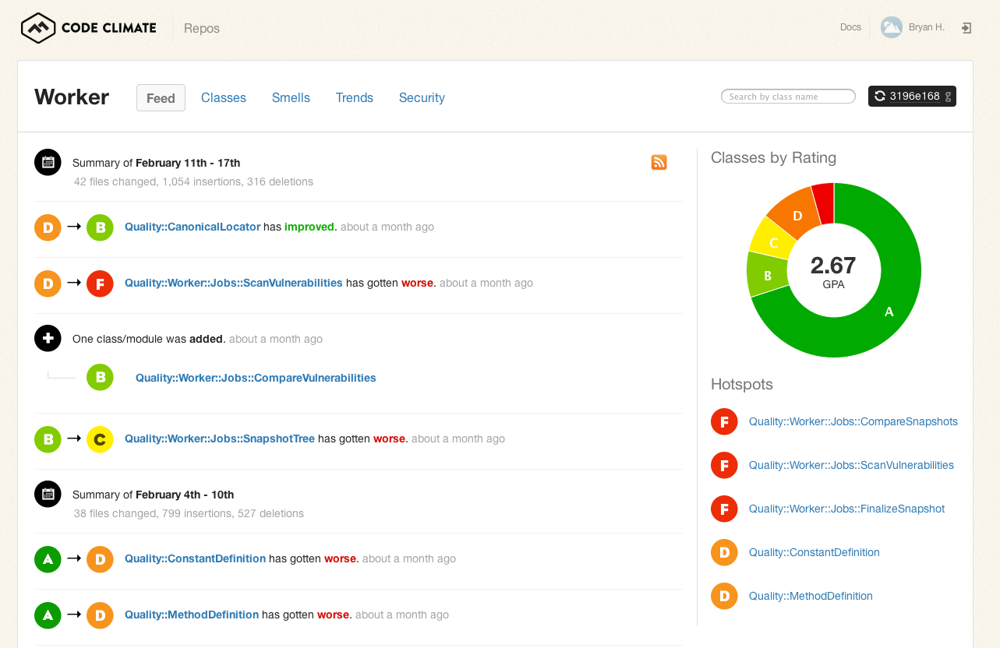 CODE CLIMATE Repos Docs Bryan H.
Worker Feed Classes Smells Trends Security Search by class name 3196e168
Summary of February 11th - 17th
42 files changed, 1,054 insertions, 316 deletions
D → B Quality::CanonicalLocator has improved. about a month ago
D → F Quality::Worker::Jobs::ScanVulnerabilities has gotten worse. about a month ago
One class/module was added. about a month ago
B Quality::Worker::Jobs::CompareVulnerabilities
B → C Quality::Worker::Jobs::SnapshotTree has gotten worse. about a month ago
Summary of February 4th - 10th
38 files changed, 799 insertions, 527 deletions
A → D Quality::ConstantDefinition has gotten worse. about a month ago
A → D Quality::MethodDefinition has gotten worse. about a month ago
Classes by Rating
D
C
B
A
2.67
GPA
Hotspots
F Quality::Worker::Jobs::CompareSnapshots
F Quality::Worker::Jobs::ScanVulnerabilities
F Quality::Worker::Jobs::FinalizeSnapshot
D Quality::ConstantDefinition
D Quality::MethodDefinition